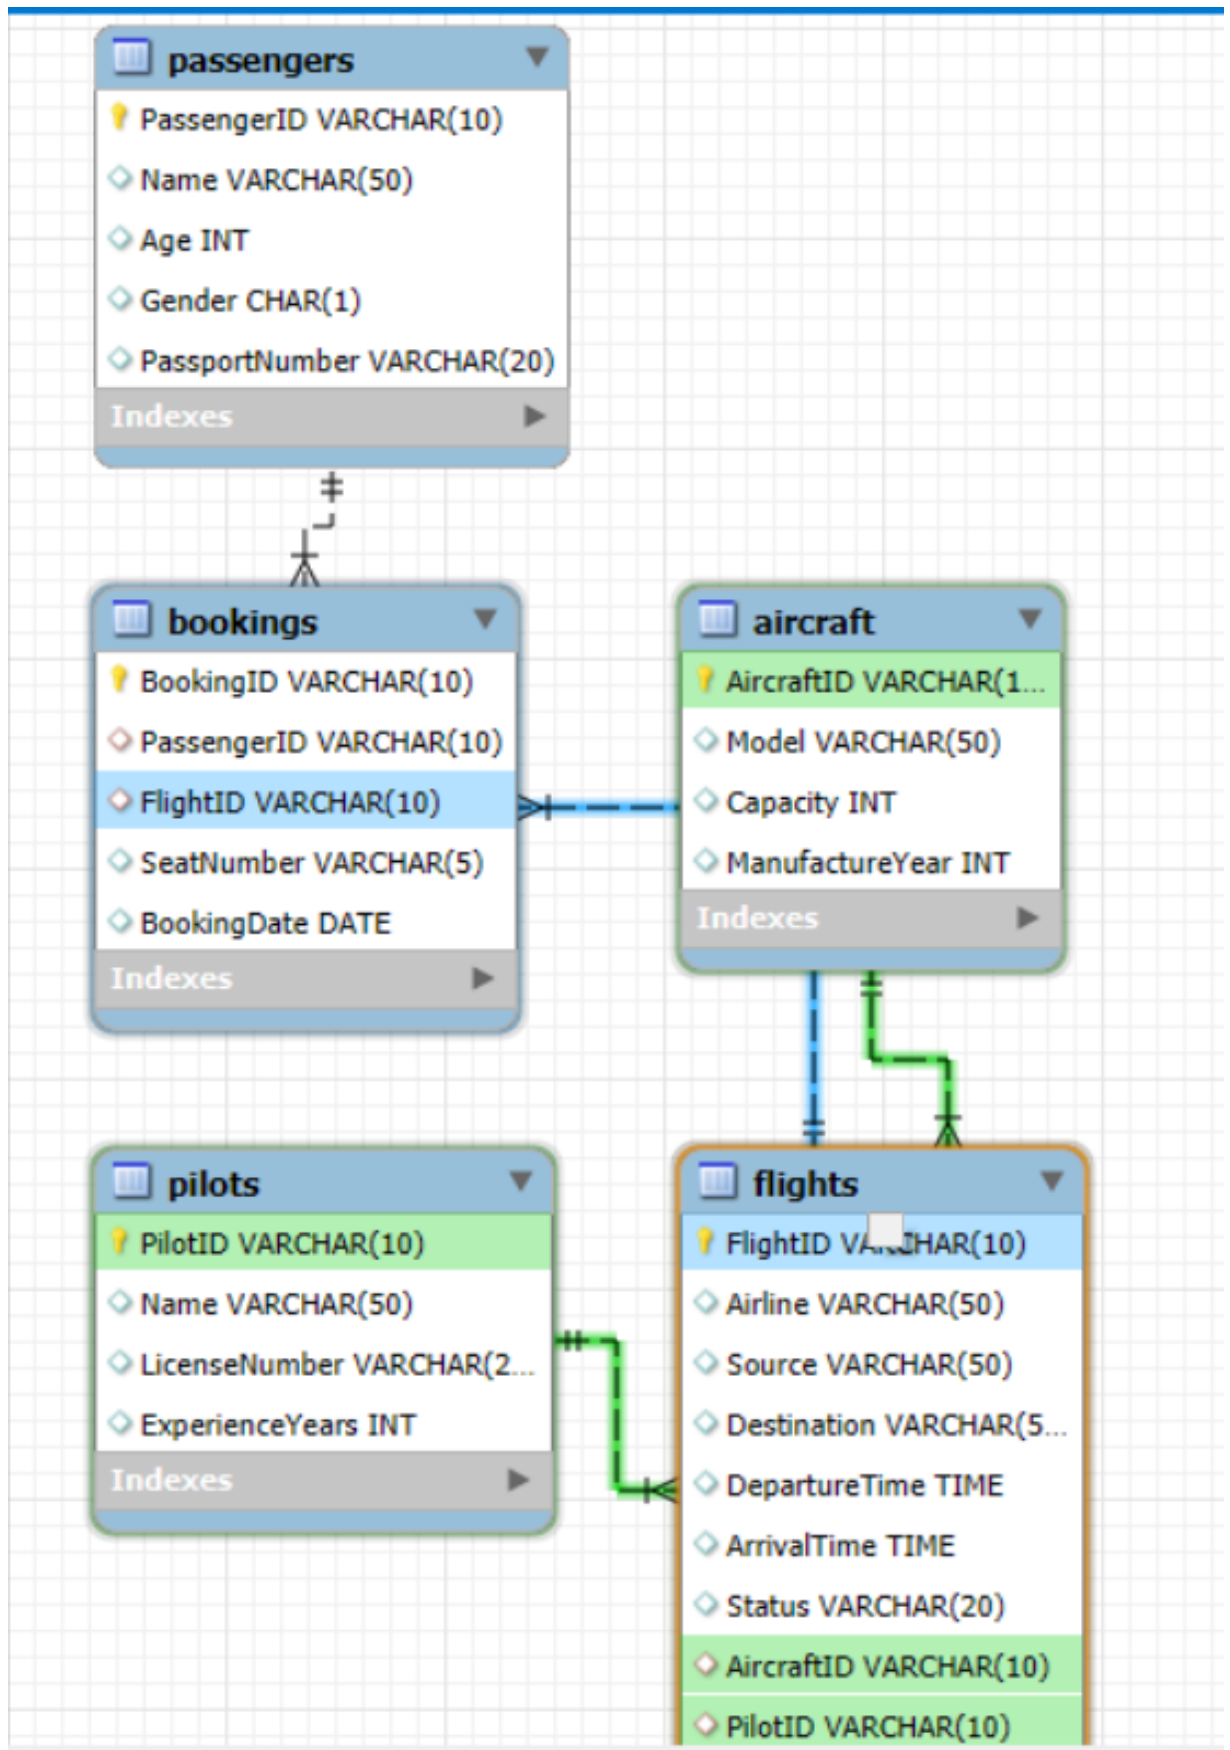 passengers
PassengerID VARCHAR(10)
Name VARCHAR(50)
Age INT
Gender CHAR(1)
PassportNumber VARCHAR(20)
Indexes
bookings
BookingID VARCHAR(10)
PassengerID VARCHAR(10)
FlightID VARCHAR(10)
SeatNumber VARCHAR(5)
BookingDate DATE
Indexes
aircraft
AircraftID VARCHAR(1...
Model VARCHAR(50)
Capacity INT
ManufactureYear INT
Indexes
pilots
PilotID VARCHAR(10)
Name VARCHAR(50)
LicenseNumber VARCHAR(2...
ExperienceYears INT
Indexes
flights
FlightID VARCHAR(10)
Airline VARCHAR(50)
Source VARCHAR(50)
Destination VARCHAR(5...
DepartureTime TIME
ArrivalTime TIME
Status VARCHAR(20)
AircraftID VARCHAR(10)
PilotID VARCHAR(10)